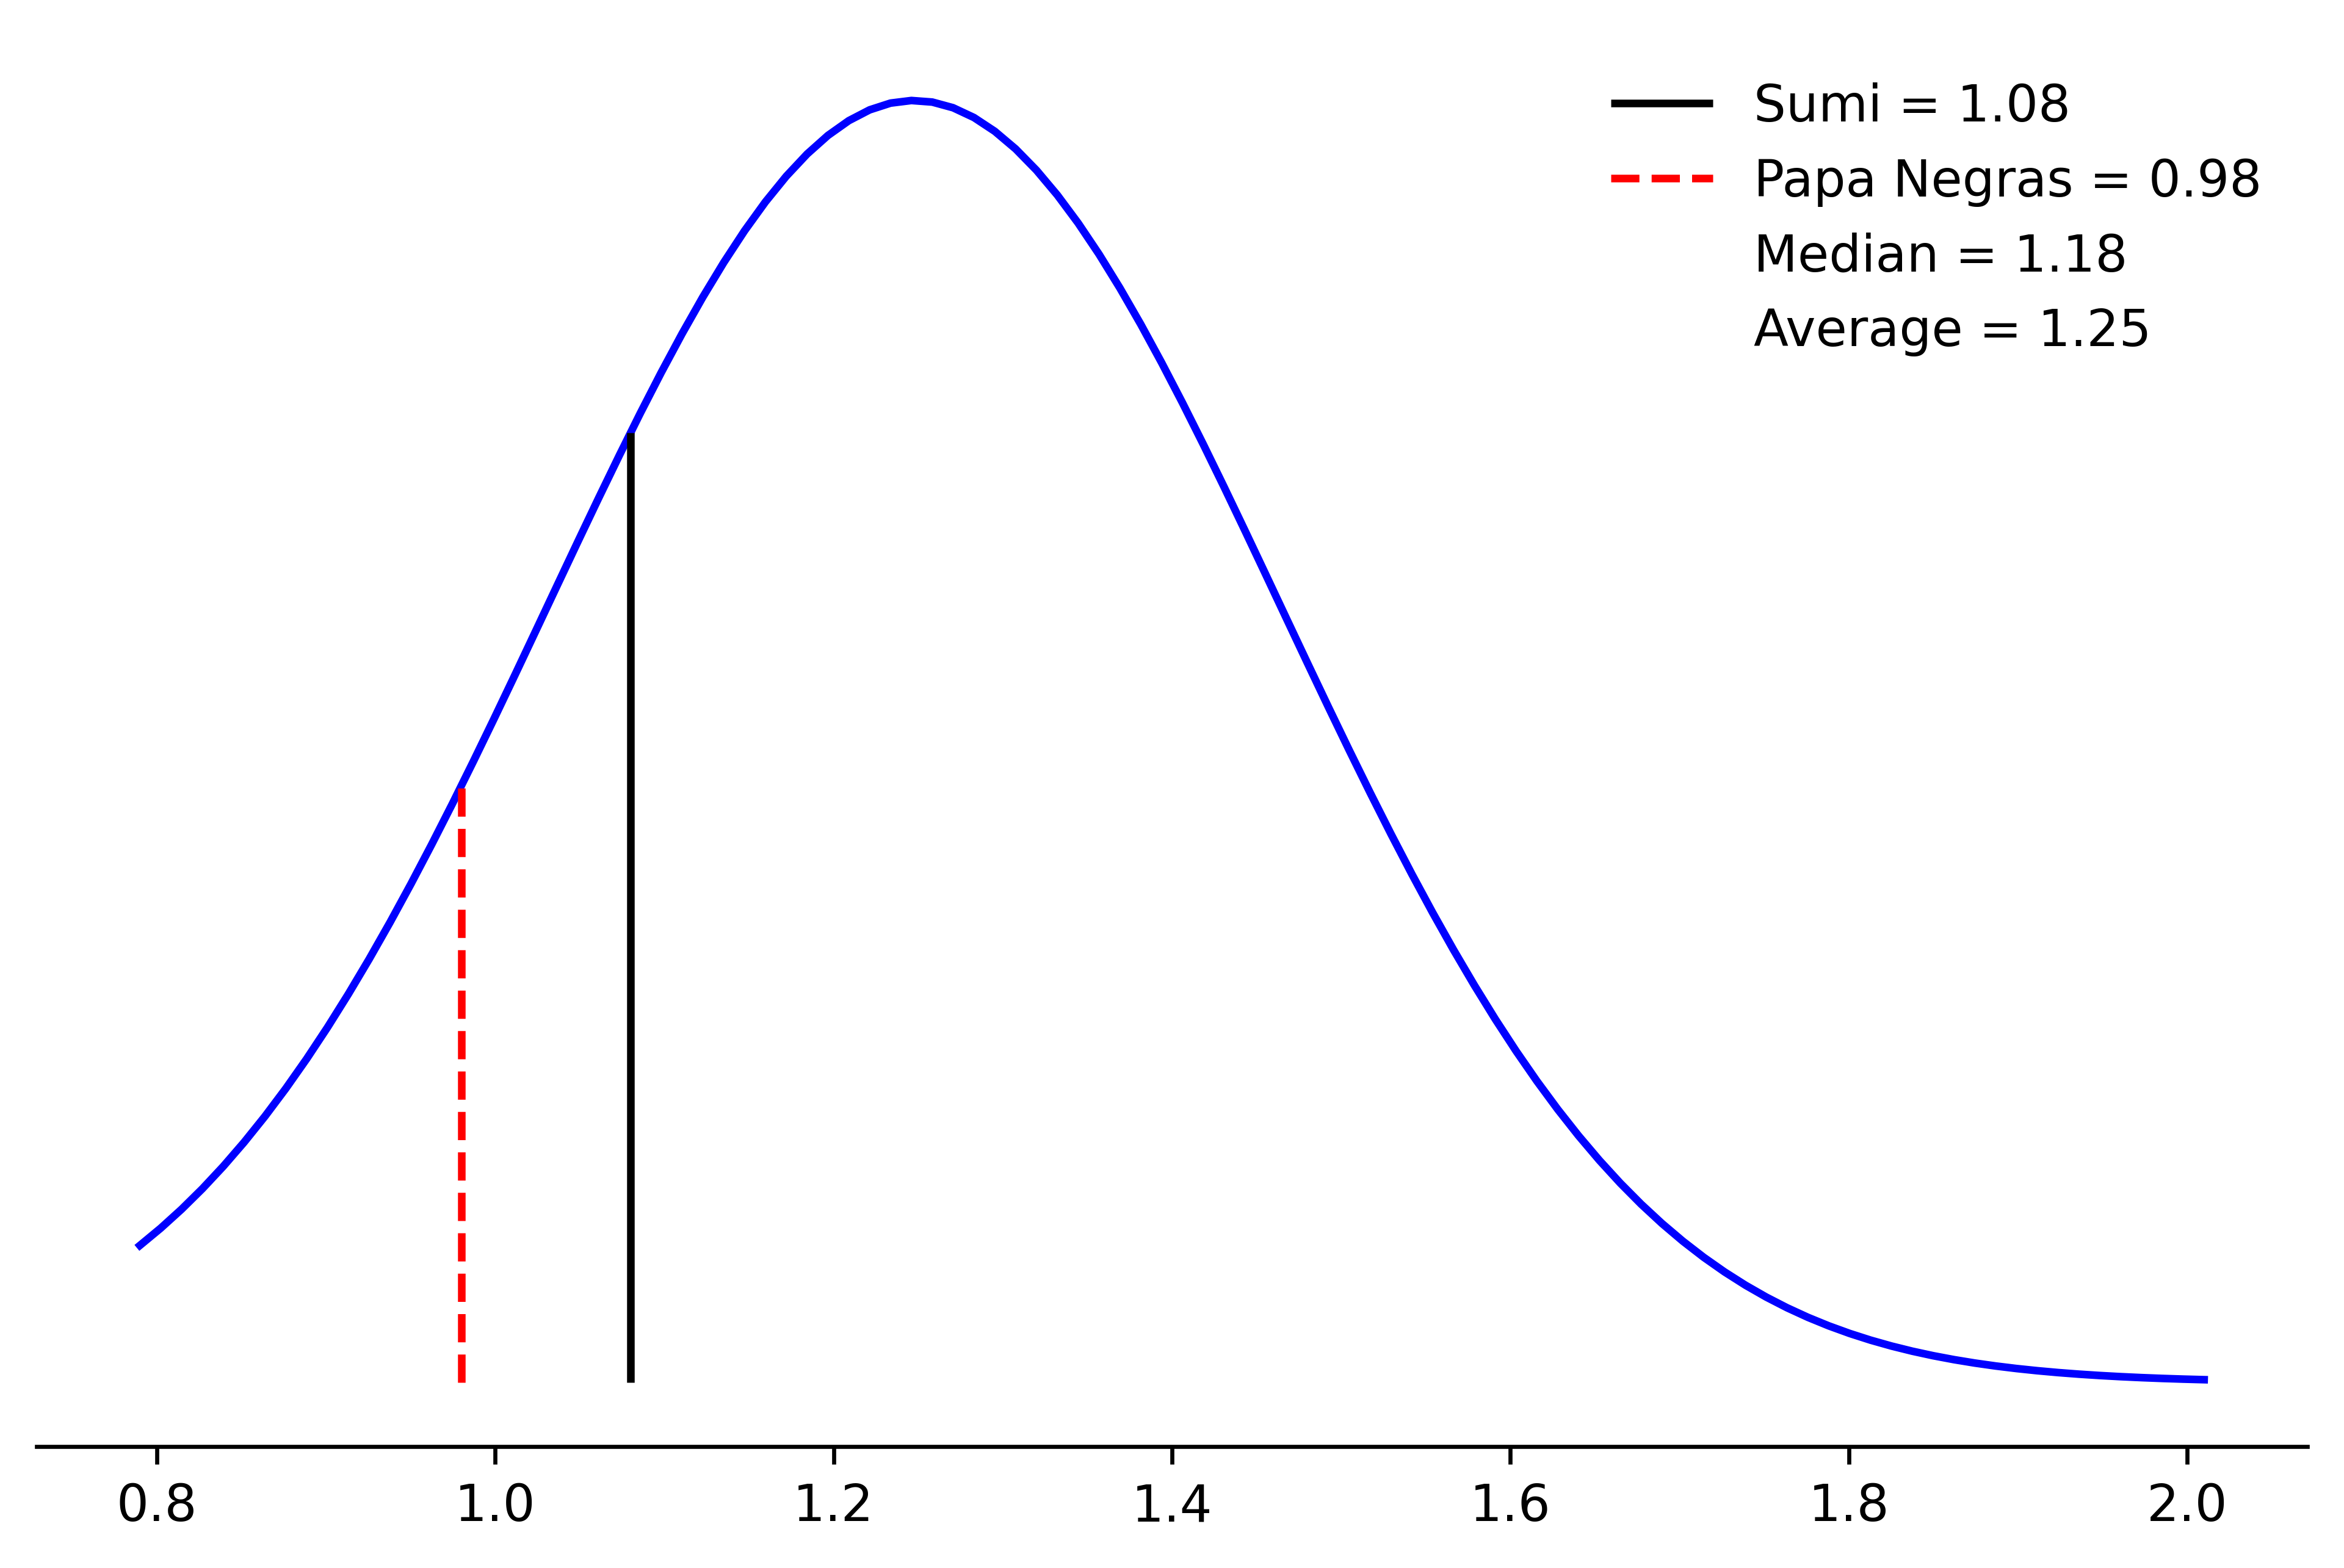 Sumi = 1.08
Papa Negras = 0.98
Median = 1.18
Average = 1.25
0.8 1.0 1.2 1.4 1.6 1.8 2.0